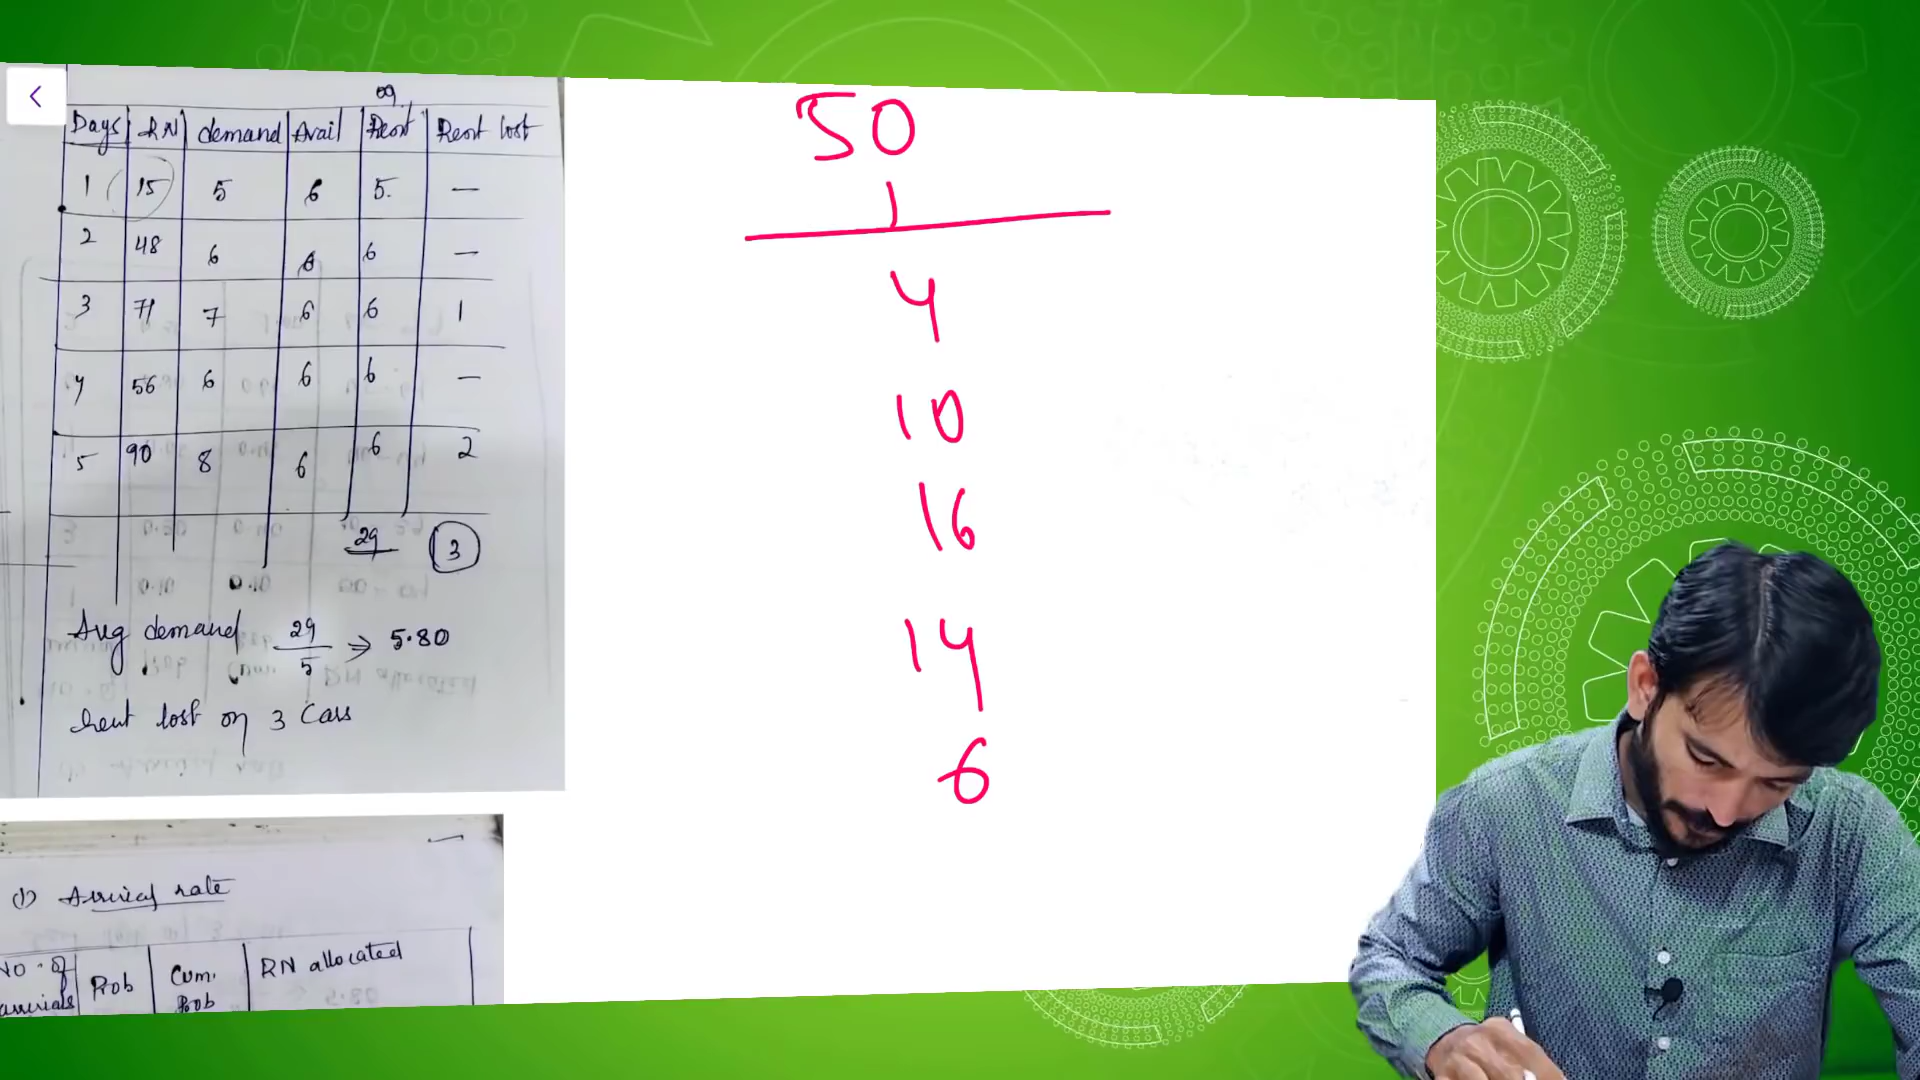 on
Days RN demand Avail Rent Rent lost
1 15 5 6 5. —
2 48 6 6 6 —
3 71 7 6 6 1
4 56 6 6 6 —
5 90 8 6 6 2
29 3
Avg demand 29/5 ⇒ 5.80
Rent lost on 3 Cars
(1) Arrival rate
No. of arrivals Prob Cum. Prob RN allocated
50
1
4
10
16
14
6